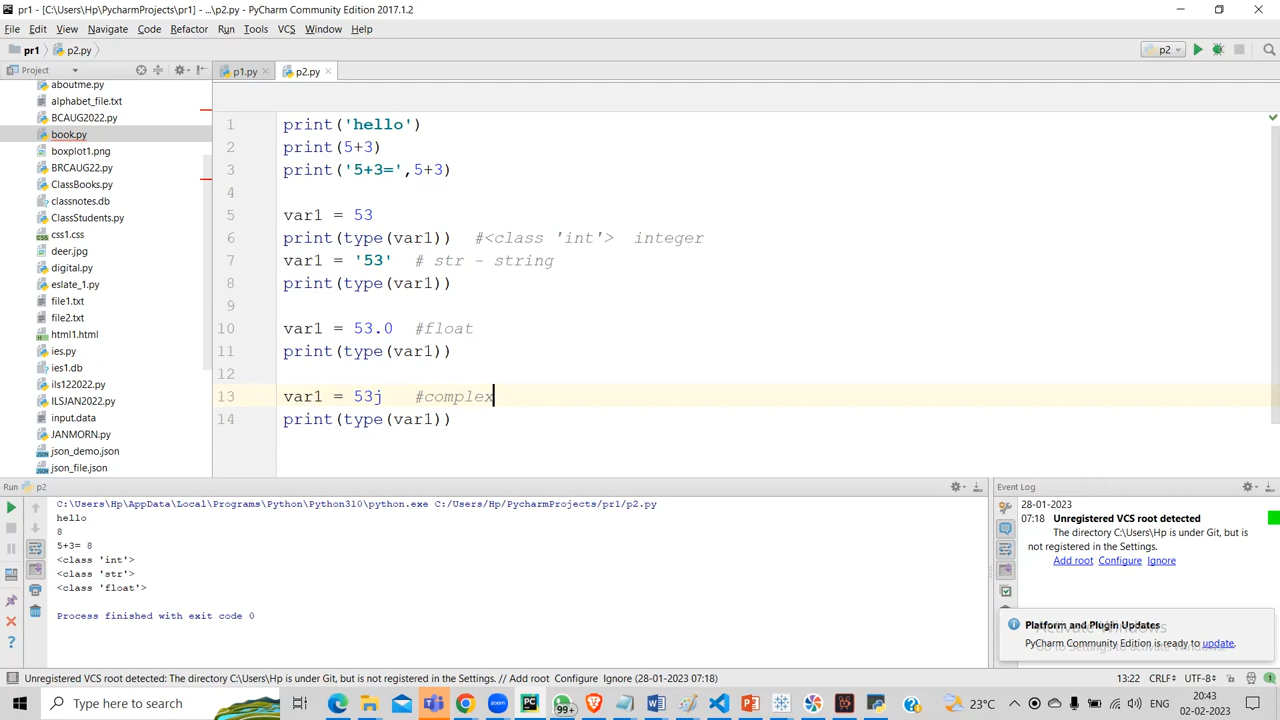 pr1 - [C:\Users\Hp\PycharmProjects\pr1] - ...\p2.py - PyCharm Community Edition 2017.1.2
File Edit View Navigate Code Refactor Run Tools VCS Window Help
pr1 p2.py p2
Project p1.py p2.py
aboutme.py
alphabet_file.txt
BCAUG2022.py
book.py
boxplot1.png
BRCAUG22.py
ClassBooks.py
classnotes.db
ClassStudents.py
css1.css
deer.jpg
digital.py
eslate_1.py
file1.txt
file2.txt
html1.html
ies.py
ies1.db
ils122022.py
ILSJAN2022.py
input.data
JANMORN.py
json_demo.json
json_file.json
1 print('hello')
2 print(5+3)
3 print('5+3=',5+3)
4
5 var1 = 53
6 print(type(var1))  #<class 'int'>  integer
7 var1 = '53'  # str - string
8 print(type(var1))
9
10 var1 = 53.0  #float
11 print(type(var1))
12
13 var1 = 53j   #complex
14 print(type(var1))
Run p2
C:\Users\Hp\AppData\Local\Programs\Python\Python310\python.exe C:/Users/Hp/PycharmProjects/pr1/p2.py
hello
8
5+3= 8
<class 'int'>
<class 'str'>
<class 'float'>
Process finished with exit code 0
Event Log
28-01-2023
07:18 Unregistered VCS root detected
The directory C:\Users\Hp is under Git, but is
not registered in the Settings.
Add root Configure Ignore
Platform and Plugin Updates
Activate Windows
PyCharm Community Edition is ready to update.
Go to Settings to activate Windows.
Unregistered VCS root detected: The directory C:\Users\Hp is under Git, but is not registered in the Settings. // Add root Configure Ignore (28-01-2023 07:18)
13:22 CRLF÷ UTF-8÷ 1
Type here to search
zoom
PC
99+
23°C
20:43
02-02-2023